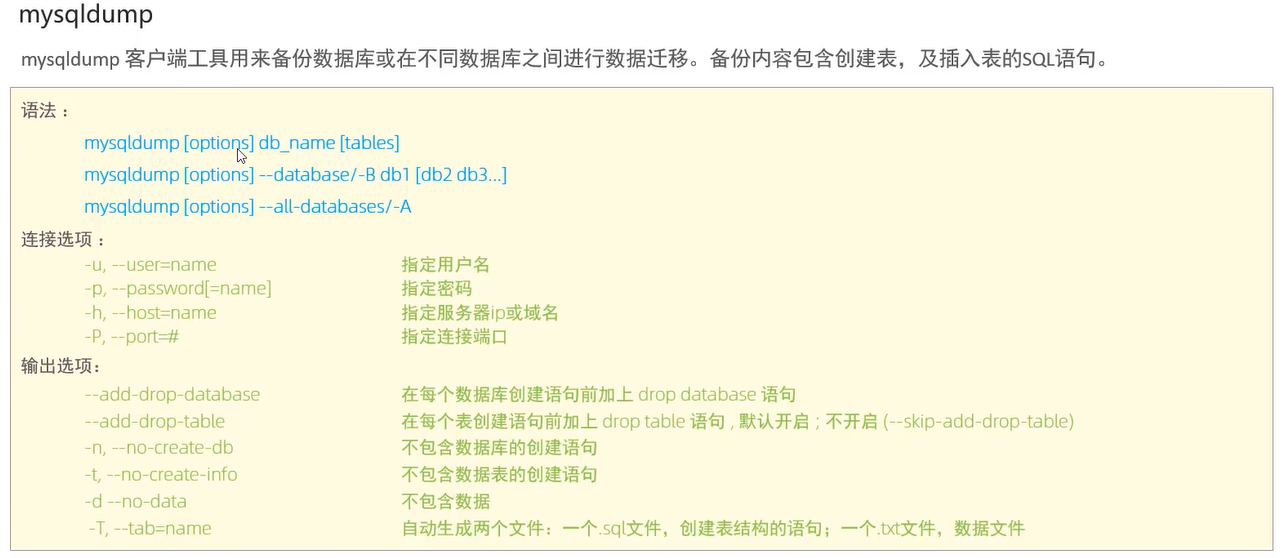 mysqldump
mysqldump 客户端工具用来备份数据库或在不同数据库之间进行数据迁移。备份内容包含创建表，及插入表的SQL语句。
语法：
mysqldump [options] db_name [tables]
mysqldump [options] --database/-B db1 [db2 db3...]
mysqldump [options] --all-databases/-A
连接选项：
-u, --user=name 指定用户名
-p, --password[=name] 指定密码
-h, --host=name 指定服务器ip或域名
-P, --port=# 指定连接端口
输出选项：
--add-drop-database 在每个数据库创建语句前加上 drop database 语句
--add-drop-table 在每个表创建语句前加上 drop table 语句 , 默认开启 ; 不开启 (--skip-add-drop-table)
-n, --no-create-db 不包含数据库的创建语句
-t, --no-create-info 不包含数据表的创建语句
-d --no-data 不包含数据
-T, --tab=name 自动生成两个文件：一个.sql文件，创建表结构的语句；一个.txt文件，数据文件